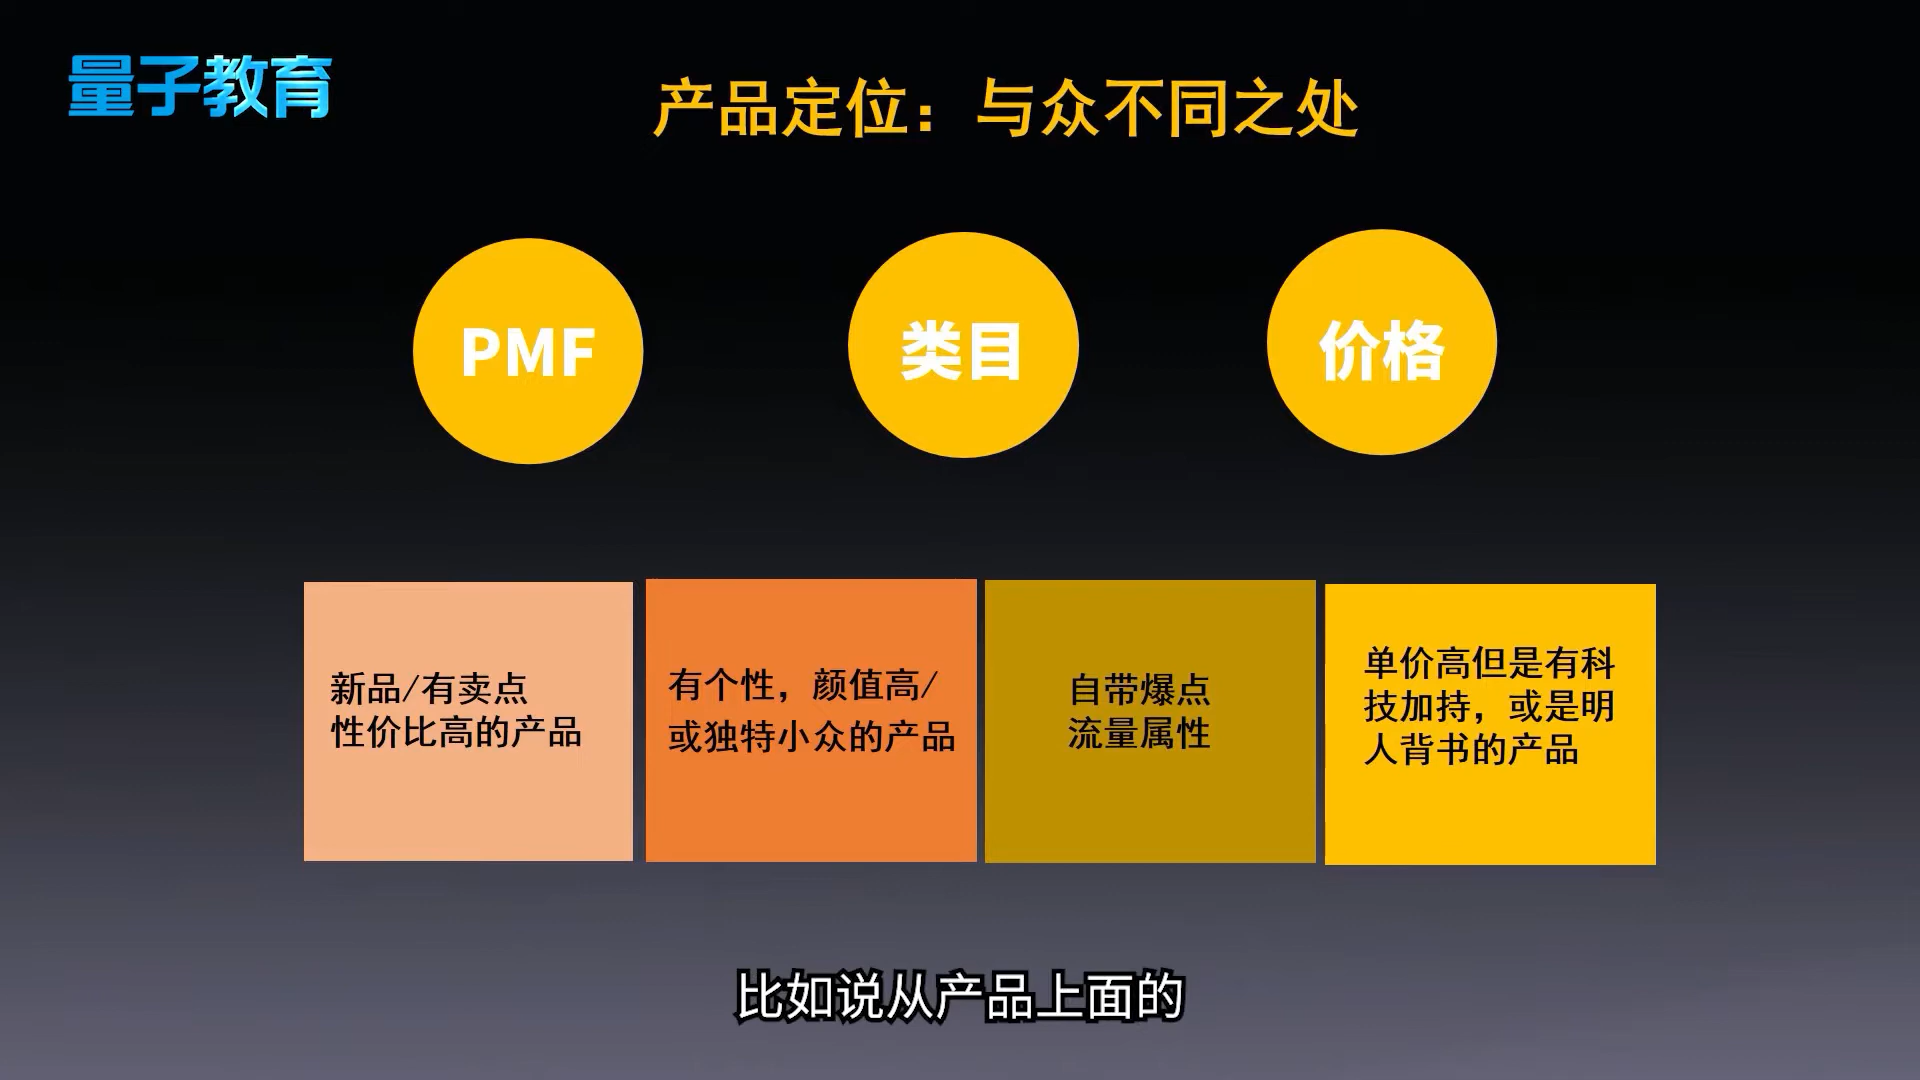 量子教育
产品定位：与众不同之处
PMF
类目
价格
新品/有卖点
性价比高的产品
有个性，颜值高/
或独特小众的产品
自带爆点
流量属性
单价高但是有科
技加持，或是明
人背书的产品
比如说从产品上面的